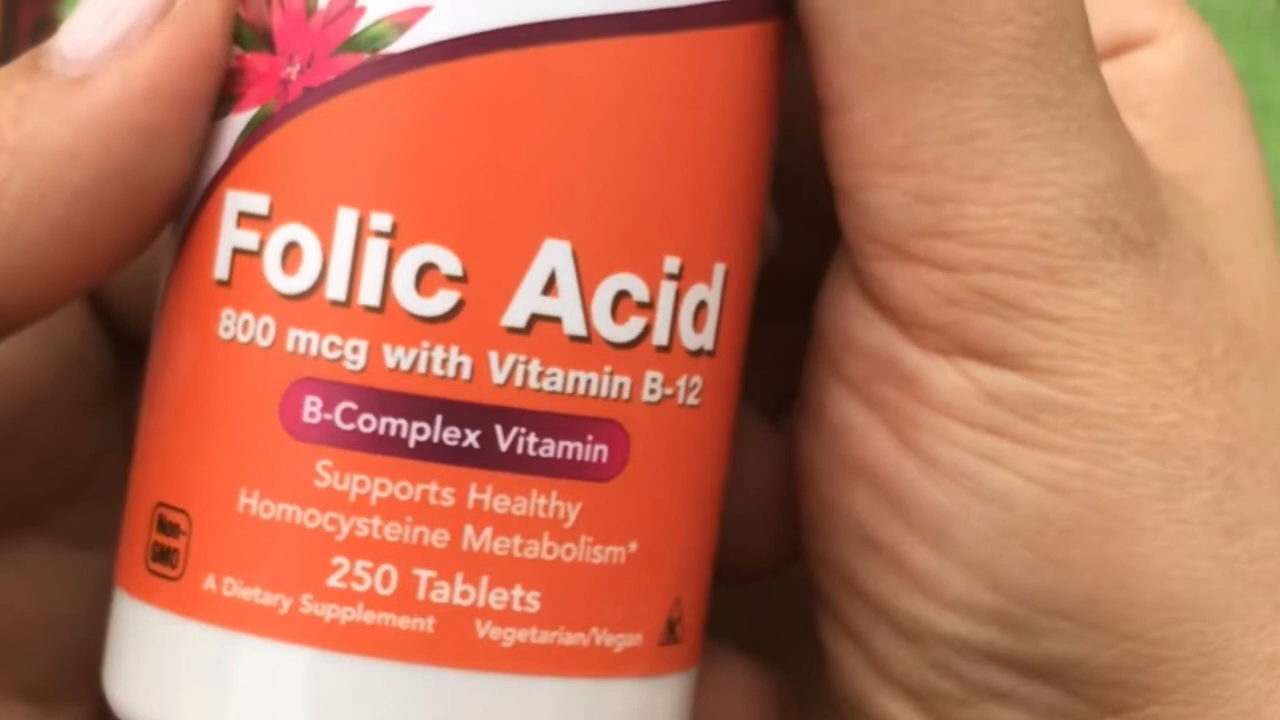 Folic Acid
800 mcg with Vitamin B-12
B-Complex Vitamin
Supports Healthy
Homocysteine Metabolism*
250 Tablets
Non-
GMO
A Dietary Supplement
Vegetarian/Vegan
K